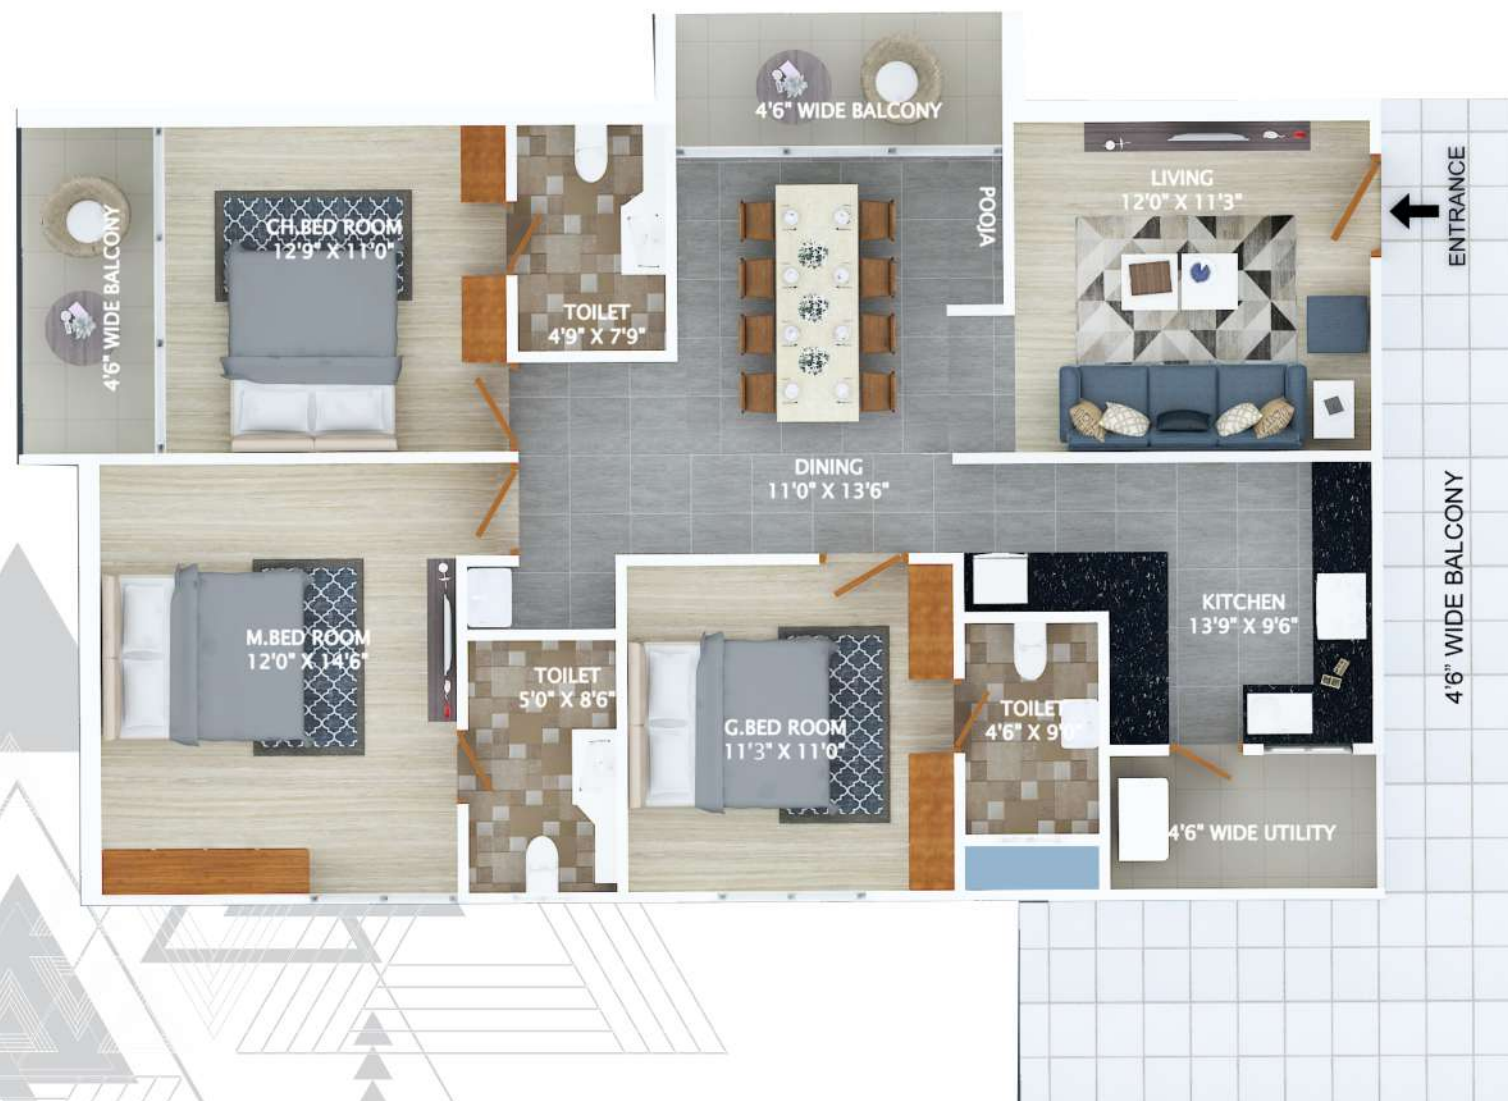 4'6" WIDE BALCONY
4'6" WIDE BALCONY
CH.BED ROOM
12'9" X 11'0"
TOILET
4'9" X 7'9"
POOJA
LIVING
12'0" X 11'3"
ENTRANCE
DINING
11'0" X 13'6"
M.BED ROOM
12'0" X 14'6"
TOILET
5'0" X 8'6"
G.BED ROOM
11'3" X 11'0"
TOILET
4'6" X 9'0"
KITCHEN
13'9" X 9'6"
4'6" WIDE BALCONY
4'6" WIDE UTILITY